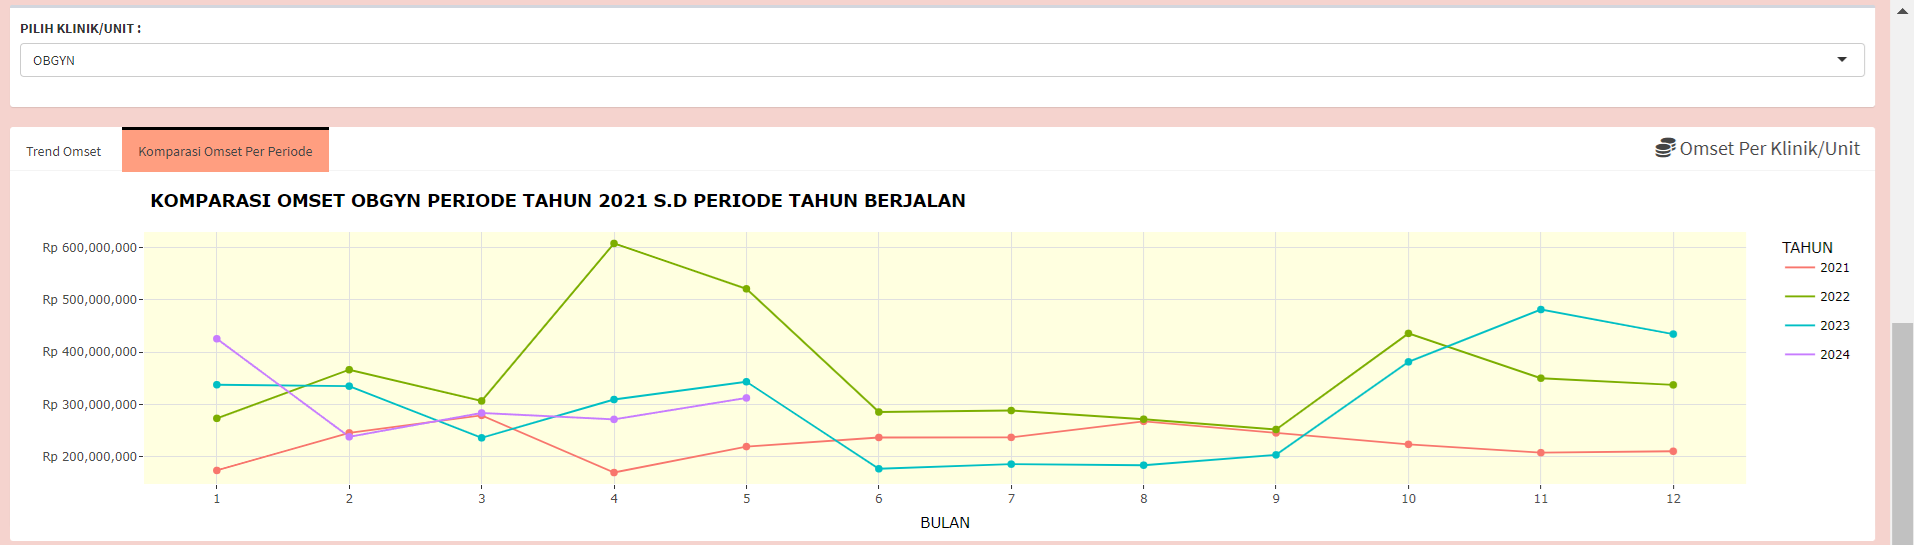 PILIH KLINIK/UNIT :
OBGYN
Trend Omset
Komparasi Omset Per Periode
Omset Per Klinik/Unit
KOMPARASI OMSET OBGYN PERIODE TAHUN 2021 S.D PERIODE TAHUN BERJALAN
Rp 600,000,000
Rp 500,000,000
Rp 400,000,000
Rp 300,000,000
Rp 200,000,000
1 2 3 4 5 6 7 8 9 10 11 12
BULAN
TAHUN
2021
2022
2023
2024